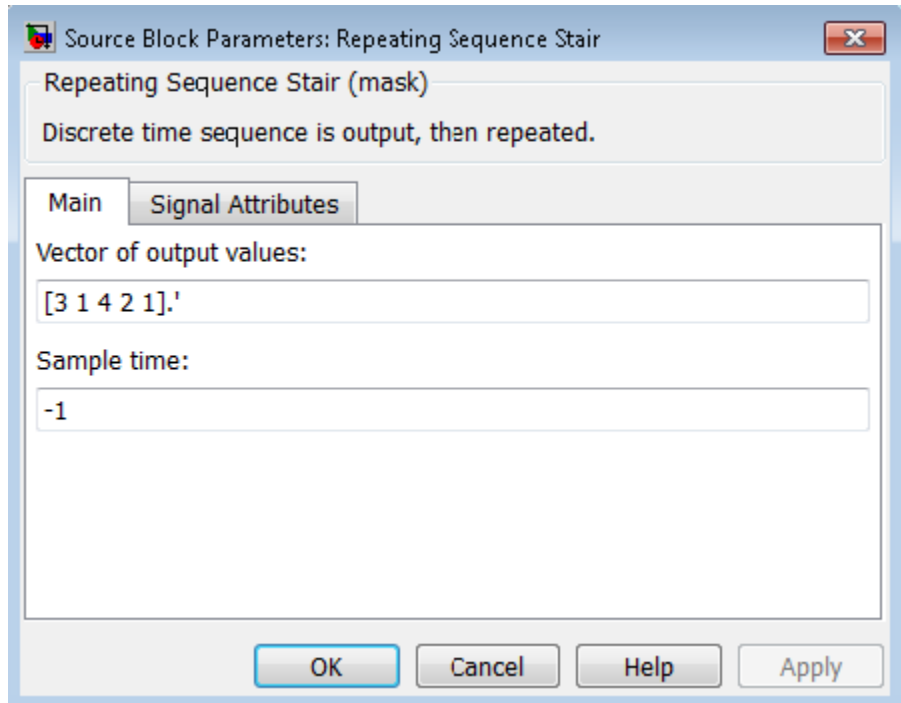 Source Block Parameters: Repeating Sequence Stair
Repeating Sequence Stair (mask)
Discrete time sequence is output, then repeated.
Main Signal Attributes
Vector of output values:
[3 1 4 2 1].'
Sample time:
-1
OK Cancel Help Apply